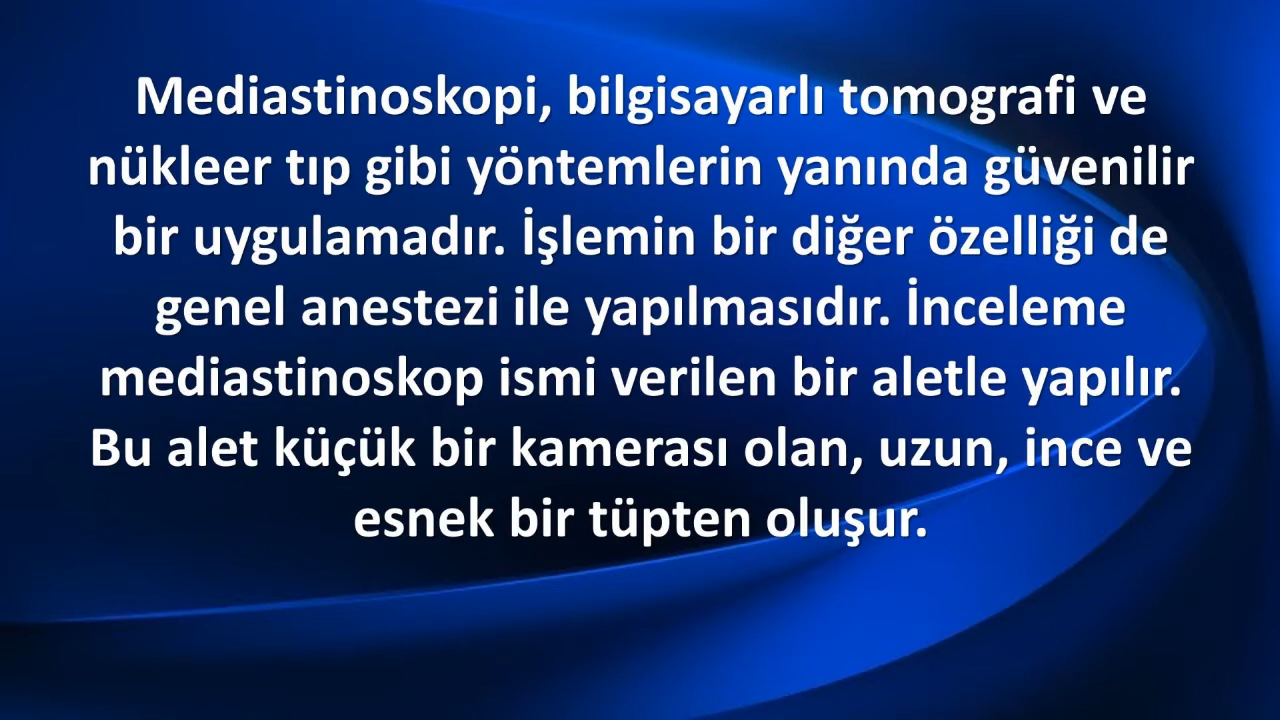 Mediastinoskopi, bilgisayarlı tomografi ve
nükleer tıp gibi yöntemlerin yanında güvenilir
bir uygulamadır. İşlemin bir diğer özelliği de
genel anestezi ile yapılmasıdır. İnceleme
mediastinoskop ismi verilen bir aletle yapılır.
Bu alet küçük bir kamerası olan, uzun, ince ve
esnek bir tüpten oluşur.